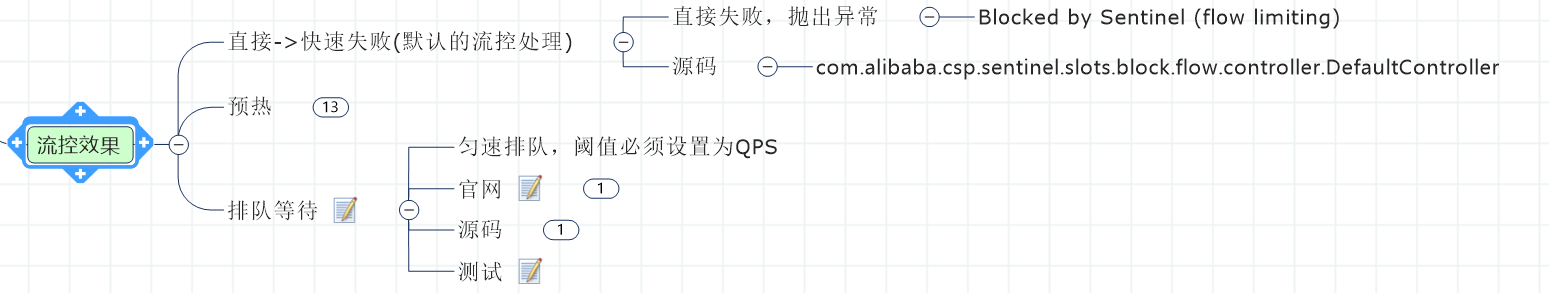 流控效果
直接->快速失败(默认的流控处理)
直接失败，抛出异常
Blocked by Sentinel (flow limiting)
源码
com.alibaba.csp.sentinel.slots.block.flow.controller.DefaultController
预热
13
排队等待
匀速排队，阈值必须设置为QPS
官网
1
源码
1
测试